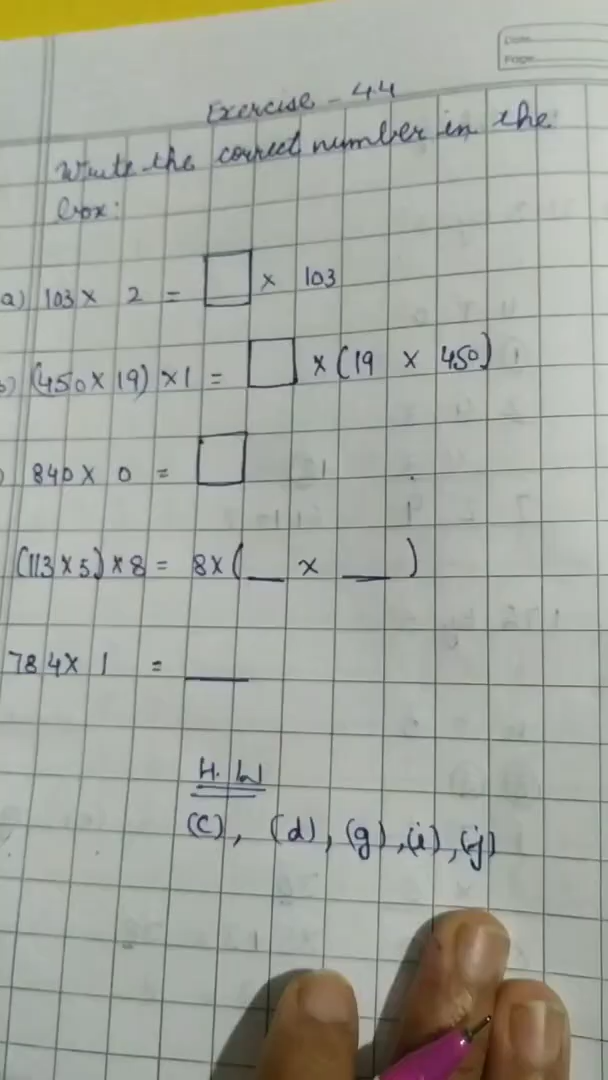 Date
Page
Exercise - 4.4
Write the correct number in the
box:
a) 103 x 2 = x 103
b) (450 x 19) x 1 = x (19 x 450)
) 840 x 0 =
(113 x 5) x 8 = 8 x ( __ x __ )
784 x 1 = __
H.W
(c), (d), (g), (i), (j)